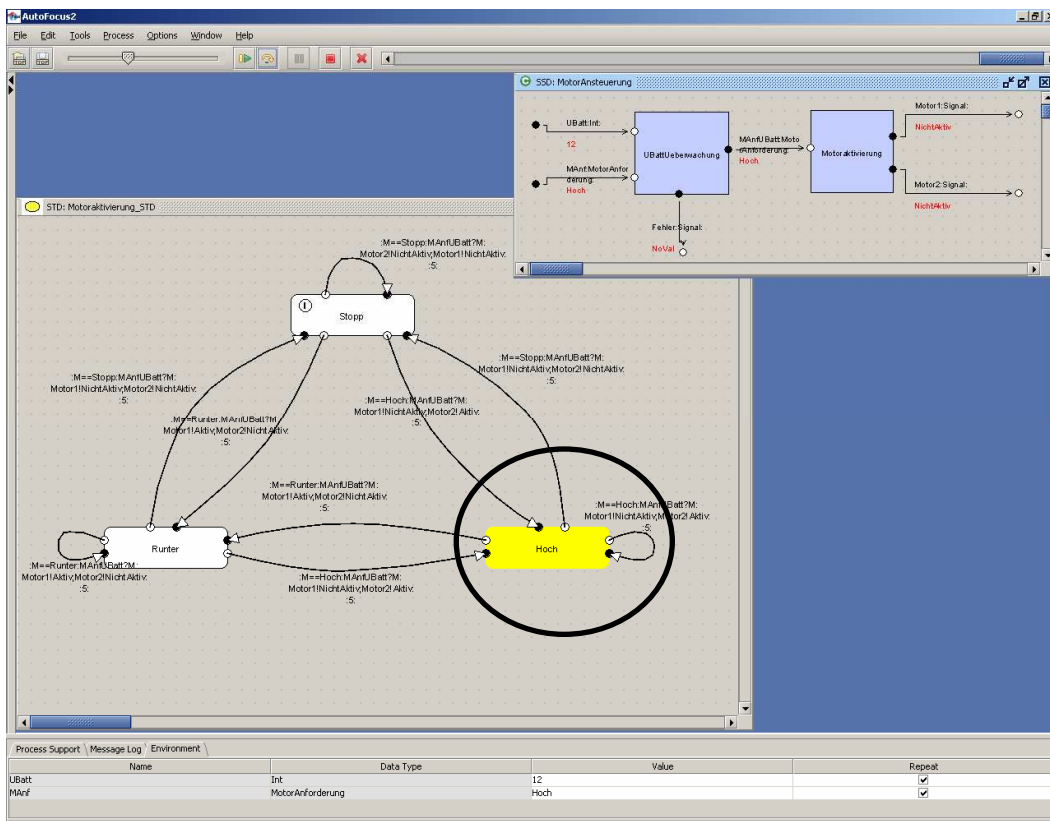 AutoFocus2
File Edit Tools Process Options Window Help
SSD: MotorAnsteuerung
UBatt:Int:
12
MAnf:MotorAnfor
derung:
Hoch
UBattUeberwachung
MAnfUBatt:Moto
rAnforderung:
Hoch
Motoraktivierung
Motor1:Signal:
NichtAktiv
Motor2:Signal:
NichtAktiv
Fehler:Signal:
NoVal
STD: Motoraktivierung_STD
:M==Stopp:MAnfUBatt?M:
Motor2!NichtAktiv;Motor1!NichtAktiv:
:5:
I
Stopp
:M==Stopp:MAnfUBatt?M:
Motor1!NichtAktiv;Motor2!NichtAktiv:
:5:
:M==Stopp:MAnfUBatt?M:
Motor1!NichtAktiv;Motor2!NichtAktiv:
:5:
:M==Hoch:MAnfUBatt?M:
Motor1!NichtAktiv;Motor2! Aktiv:
:5:
:M==Runter:MAnfUBatt?M:
Motor1!Aktiv;Motor2!NichtAktiv:
:5:
:M==Runter:MAnfUBatt?M:
Motor1!Aktiv;Motor2!NichtAktiv:
:5:
:M==Hoch:MAnfUBatt?M:
Motor1!NichtAktiv;Motor2! Aktiv:
:5:
Runter
Hoch
:M==Runter:MAnfUBatt?M:
Motor1!Aktiv;Motor2!NichtAktiv:
:5:
:M==Hoch:MAnfUBatt?M:
Motor1!NichtAktiv;Motor2! Aktiv:
:5:
Process Support Message Log Environment
Name Data Type Value Repeat
UBatt Int 12
MAnf MotorAnforderung Hoch